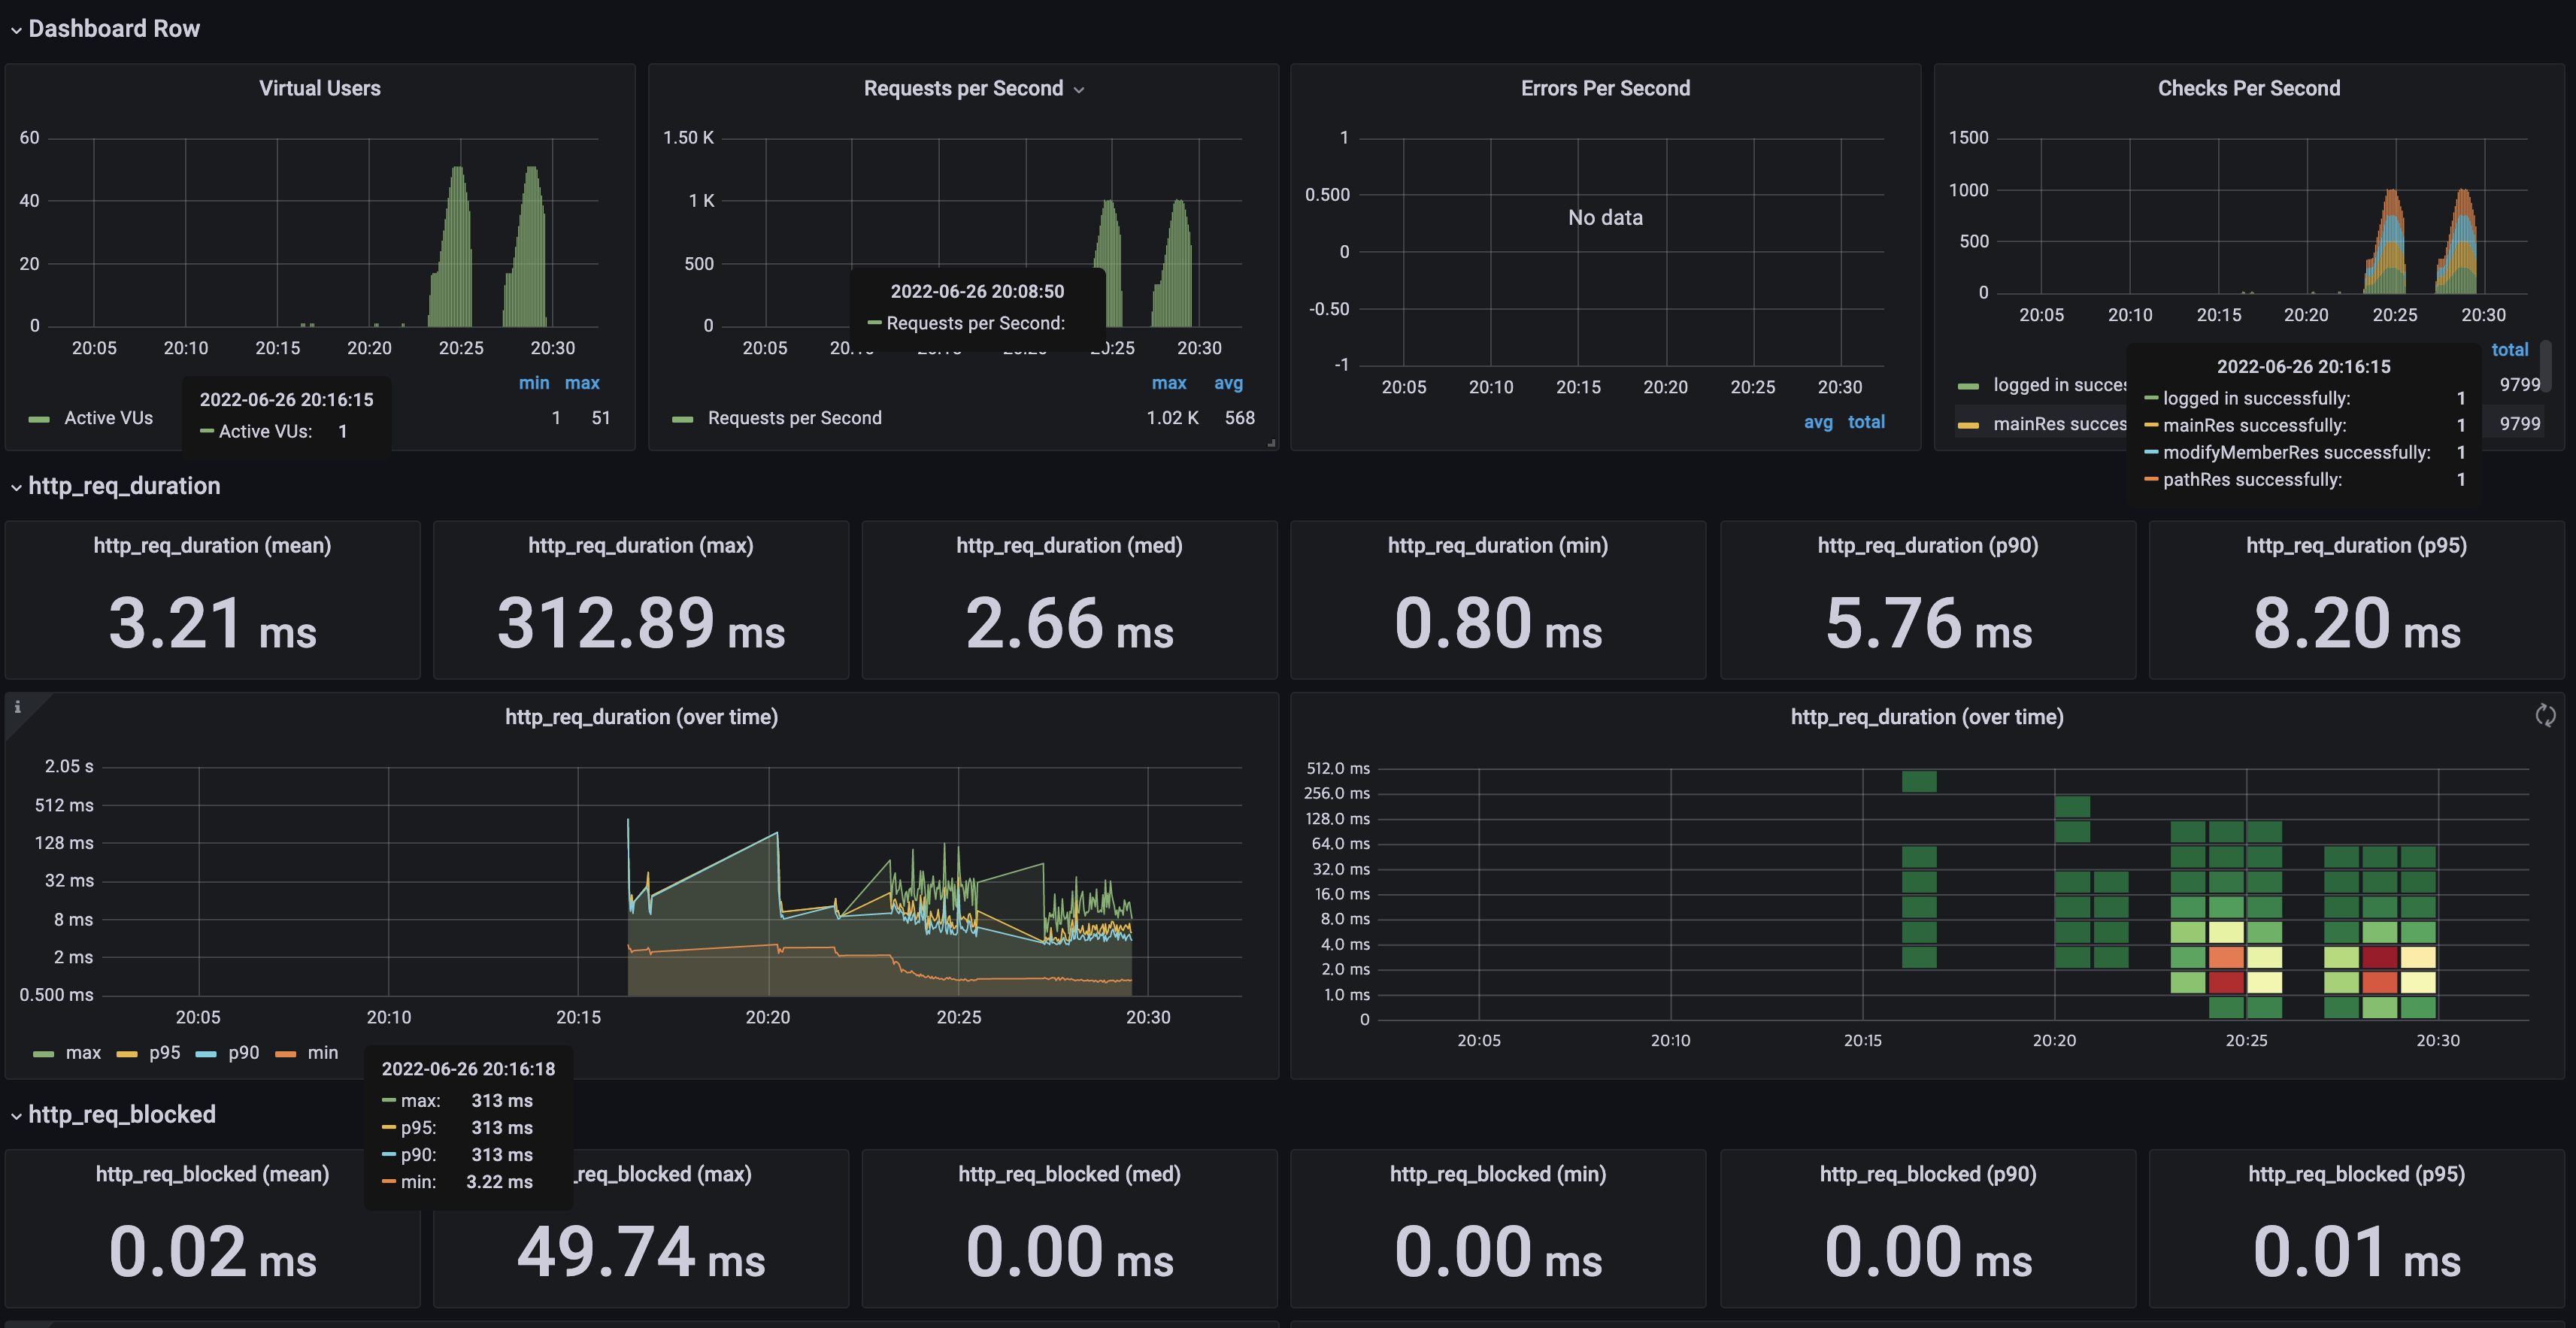 Dashboard Row
Virtual Users
60
40
20
0
20:05 20:10 20:15 20:20 20:25 20:30
min max
Active VUs 1 51
2022-06-26 20:16:15
Active VUs: 1
Requests per Second
1.50 K
1 K
500
0
20:05 20:25 20:30
2022-06-26 20:08:50
Requests per Second:
max avg
Requests per Second 1.02 K 568
Errors Per Second
1
0.500
0
-0.50
-1
No data
20:05 20:10 20:15 20:20 20:25 20:30
avg total
Checks Per Second
1500
1000
500
0
20:05 20:10 20:15 20:20 20:25 20:30
total
logged in succes 9799
mainRes succes 9799
2022-06-26 20:16:15
logged in successfully: 1
mainRes successfully: 1
modifyMemberRes successfully: 1
pathRes successfully: 1
http_req_duration
http_req_duration (mean)
3.21 ms
http_req_duration (max)
312.89 ms
http_req_duration (med)
2.66 ms
http_req_duration (min)
0.80 ms
http_req_duration (p90)
5.76 ms
http_req_duration (p95)
8.20 ms
i
http_req_duration (over time)
2.05 s
512 ms
128 ms
32 ms
8 ms
2 ms
0.500 ms
20:05 20:10 20:15 20:20 20:25 20:30
max p95 p90 min
2022-06-26 20:16:18
max: 313 ms
p95: 313 ms
p90: 313 ms
min: 3.22 ms
http_req_duration (over time)
512.0 ms
256.0 ms
128.0 ms
64.0 ms
32.0 ms
16.0 ms
8.0 ms
4.0 ms
2.0 ms
1.0 ms
0
20:05 20:10 20:15 20:20 20:25 20:30
http_req_blocked
http_req_blocked (mean)
0.02 ms
_req_blocked (max)
49.74 ms
http_req_blocked (med)
0.00 ms
http_req_blocked (min)
0.00 ms
http_req_blocked (p90)
0.00 ms
http_req_blocked (p95)
0.01 ms